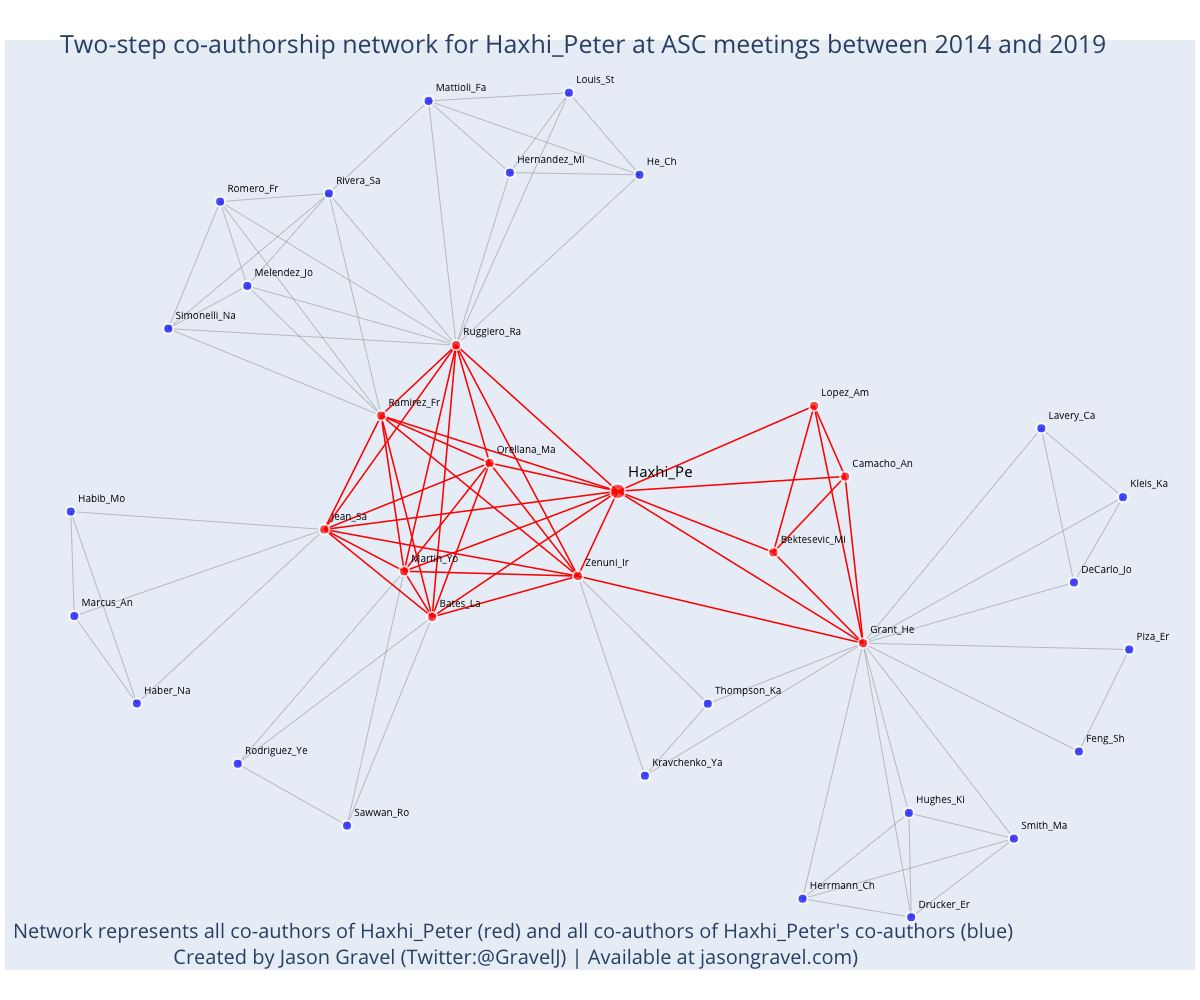 Two-step co-authorship network for Haxhi_Peter at ASC meetings between 2014 and 2019
Louis_St
Mattioli_Fa
Hernandez_Mi
He_Ch
Rivera_Sa
Romero_Fr
Melendez_Jo
Simonelli_Na
Ruggiero_Ra
Lopez_Am
Ramirez_Fr
Lavery_Ca
Orellana_Ma
Camacho_An
Haxhi_Pe
Kleis_Ka
Habib_Mo
Jean_Sa
Bektesevic_Mi
Martin_Yo
Zenuni_Ir
DeCarlo_Jo
Marcus_An
Bates_La
Grant_He
Piza_Er
Haber_Na
Thompson_Ka
Feng_Sh
Rodriguez_Ye
Kravchenko_Ya
Hughes_Ki
Sawwan_Ro
Smith_Ma
Herrmann_Ch
Drucker_Er
Network represents all co-authors of Haxhi_Peter (red) and all co-authors of Haxhi_Peter's co-authors (blue)
Created by Jason Gravel (Twitter:@GravelJ) | Available at jasongravel.com)